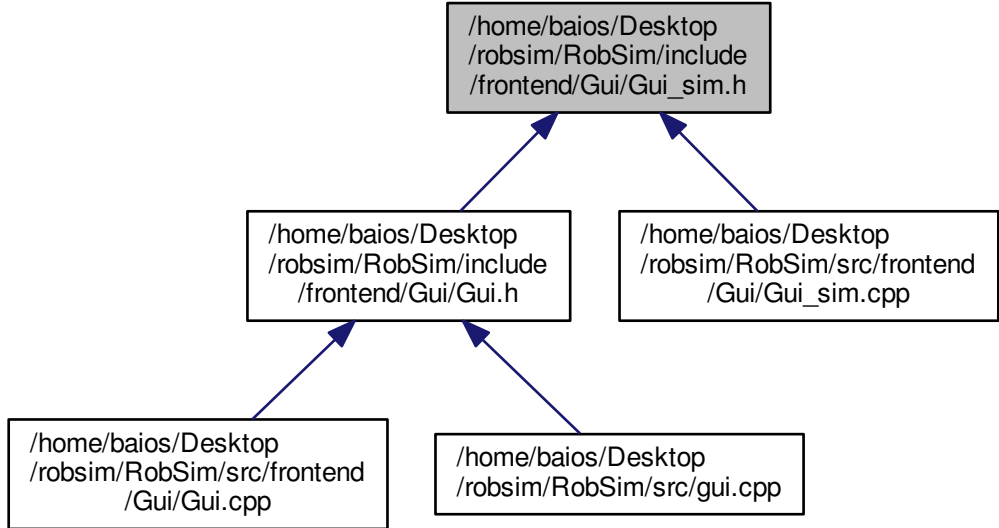 /home/baios/Desktop
/robsim/RobSim/include
/frontend/Gui/Gui_sim.h
/home/baios/Desktop
/robsim/RobSim/include
/frontend/Gui/Gui.h
/home/baios/Desktop
/robsim/RobSim/src/frontend
/Gui/Gui_sim.cpp
/home/baios/Desktop
/robsim/RobSim/src/frontend
/Gui/Gui.cpp
/home/baios/Desktop
/robsim/RobSim/src/gui.cpp